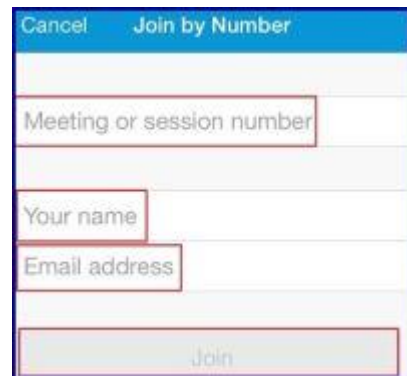 Cancel Join by Number
Meeting or session number
Your name
Email address
Join